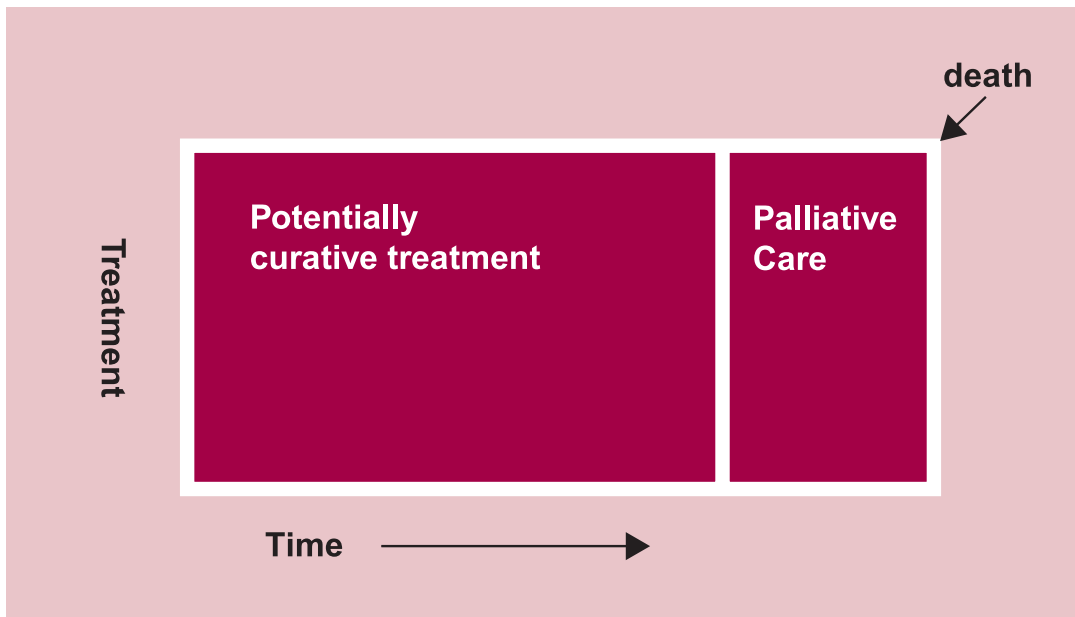 death
Potentially
curative treatment
Palliative
Care
Treatment
Time